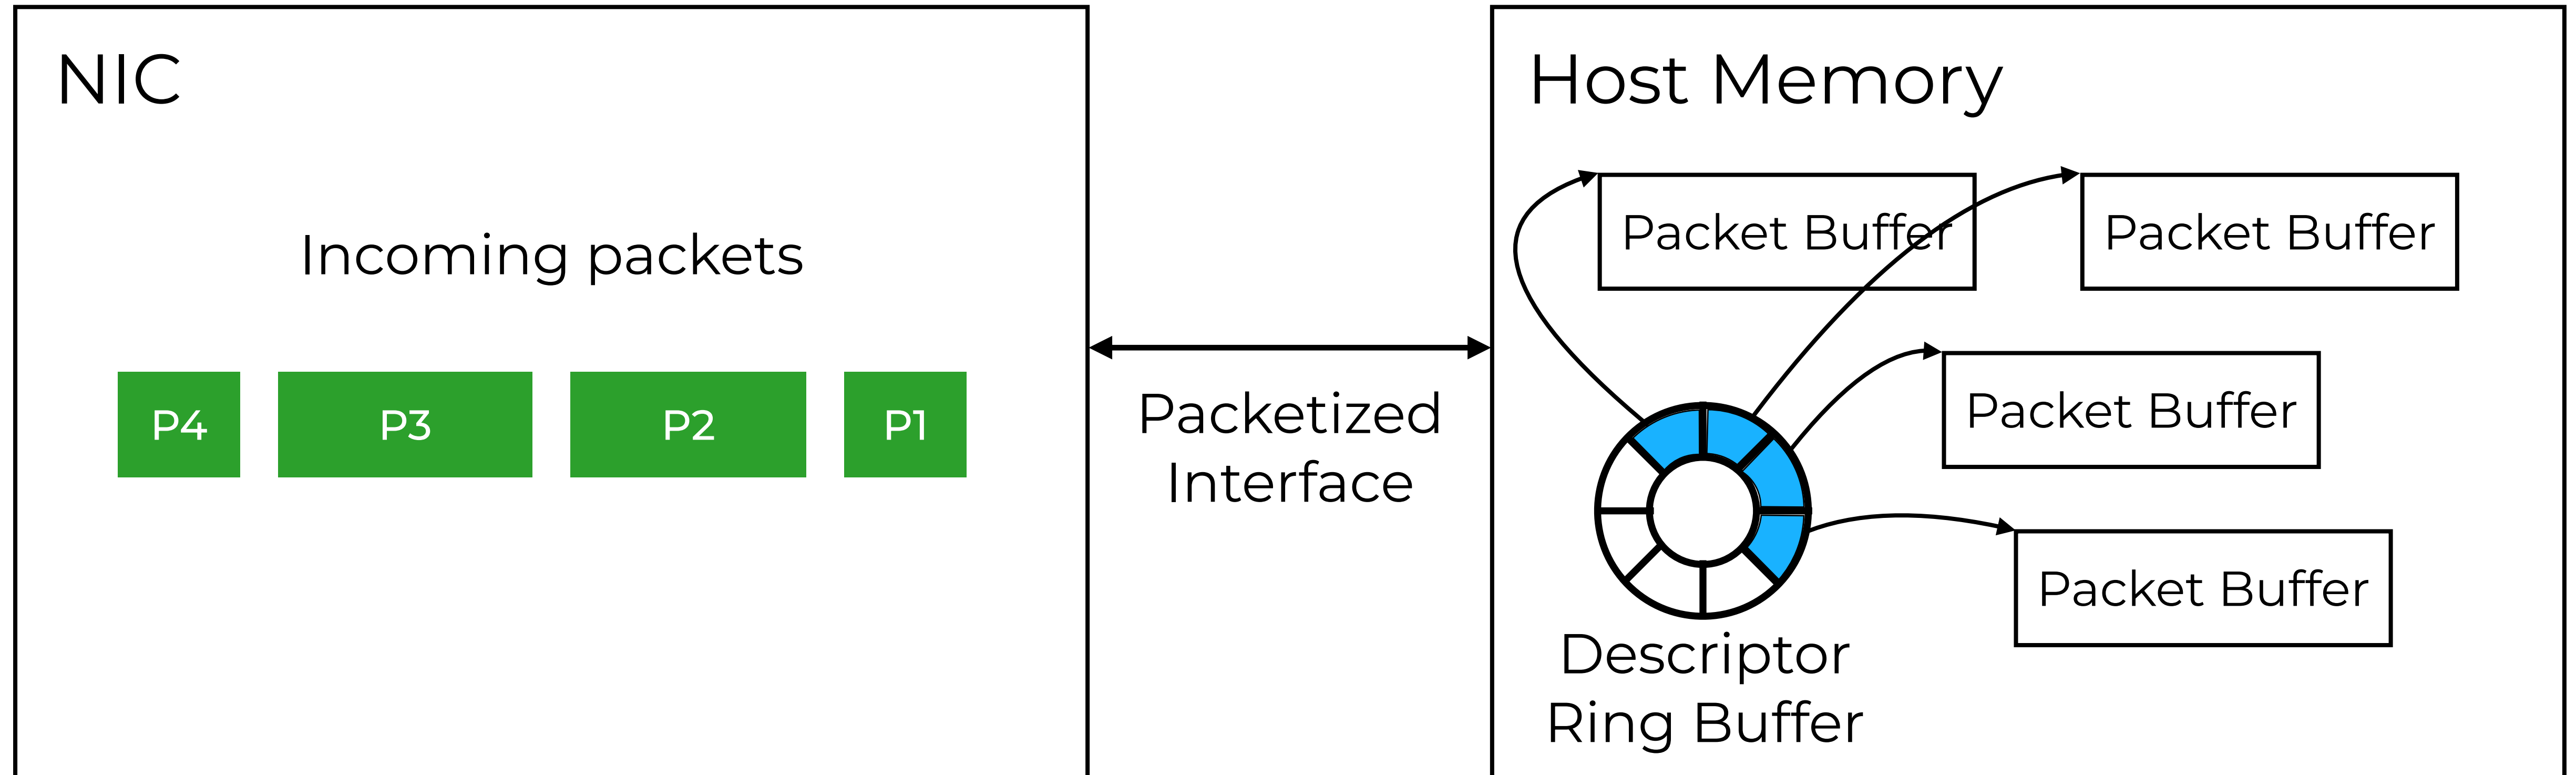 NIC
Incoming packets
P4
P3
P2
P1
Packetized
Interface
Host Memory
Packet Buffer
Packet Buffer
Packet Buffer
Packet Buffer
Descriptor
Ring Buffer